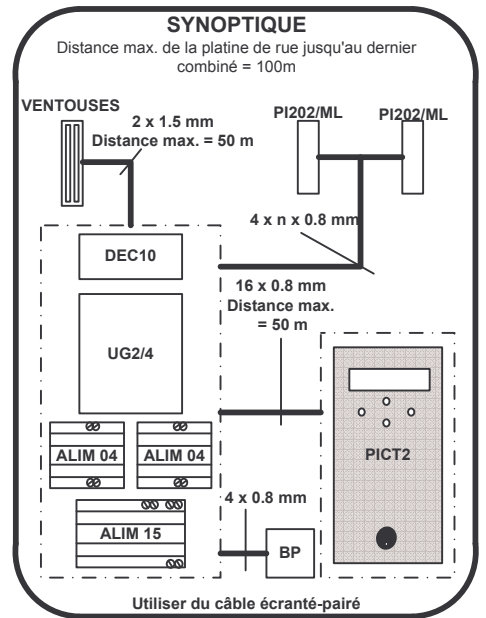 SYNOPTIQUE
Distance max. de la platine de rue jusqu'au dernier
combiné = 100m
VENTOUSES
2 x 1.5 mm
Distance max. = 50 m
PI202/ML
PI202/ML
4 x n x 0.8 mm
DEC10
16 x 0.8 mm
Distance max.
= 50 m
UG2/4
ALIM 04
ALIM 04
PICT2
4 x 0.8 mm
ALIM 15
BP
Utiliser du câble écranté-pairé